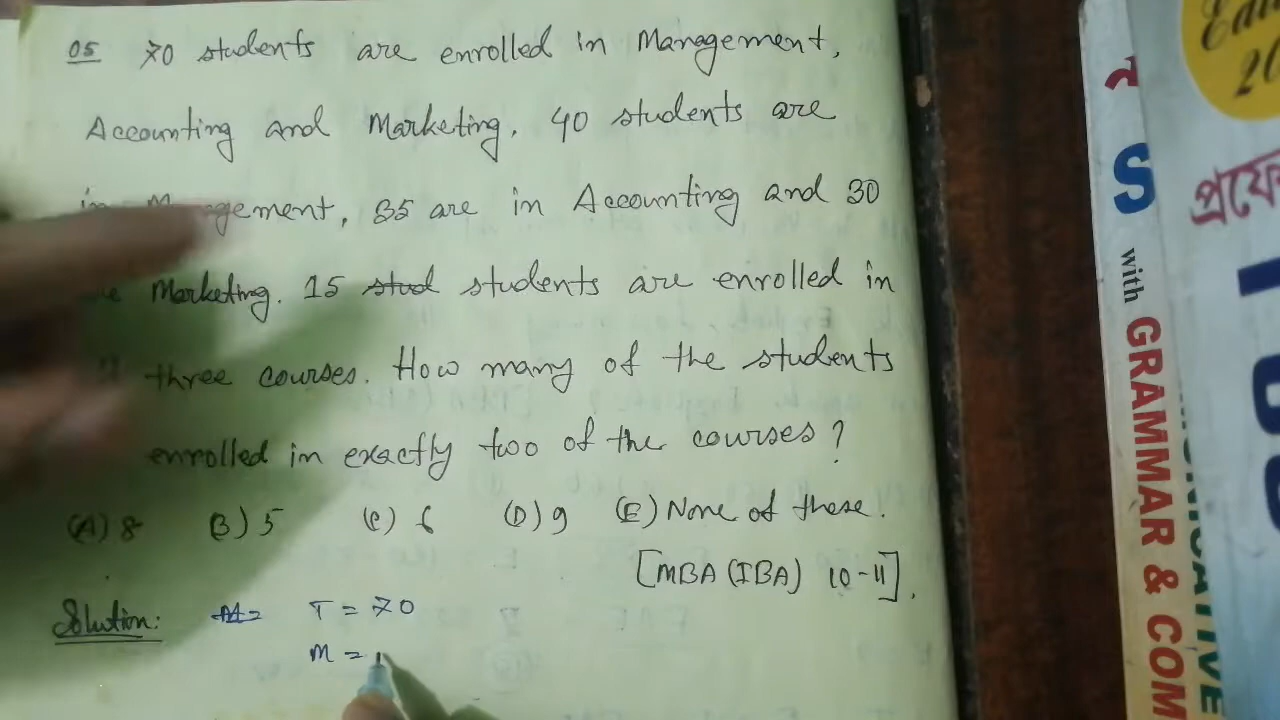 05 70 students are enrolled in Management,
Accounting and Marketing. 40 students are
in Management, 35 are in Accounting and 30
Marketing. 15 stud students are enrolled in
three courses. How many of the students
enrolled in exactly two of the courses?
(A) 8 B) 5 (C) 6 (D) 9 (E) None of these.
[MBA (IBA) 10-11].
Solution: M= T = 70
M =
S with GRAMMAR & COM